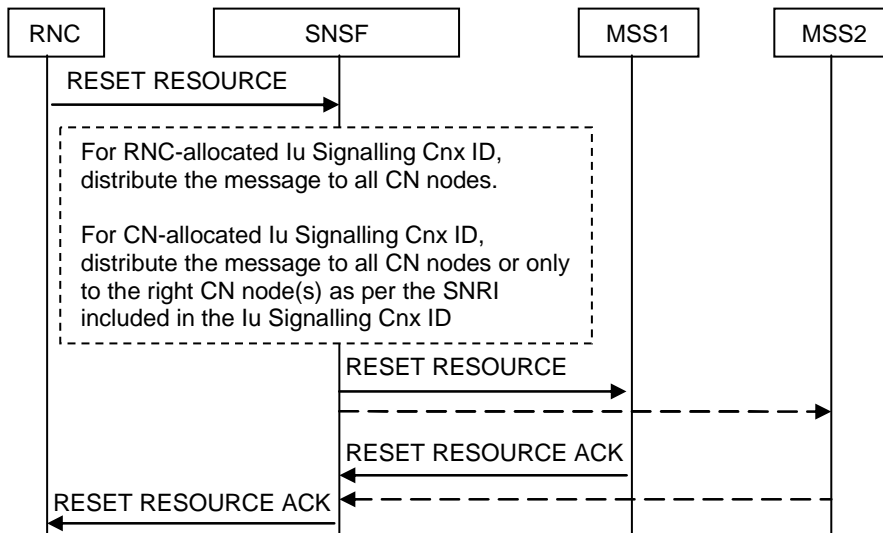 RNC
SNSF
MSS1
MSS2
RESET RESOURCE
For RNC-allocated Iu Signalling Cnx ID,
distribute the message to all CN nodes.
For CN-allocated Iu Signalling Cnx ID,
distribute the message to all CN nodes or only
to the right CN node(s) as per the SNRI
included in the Iu Signalling Cnx ID
RESET RESOURCE
RESET RESOURCE ACK
RESET RESOURCE ACK